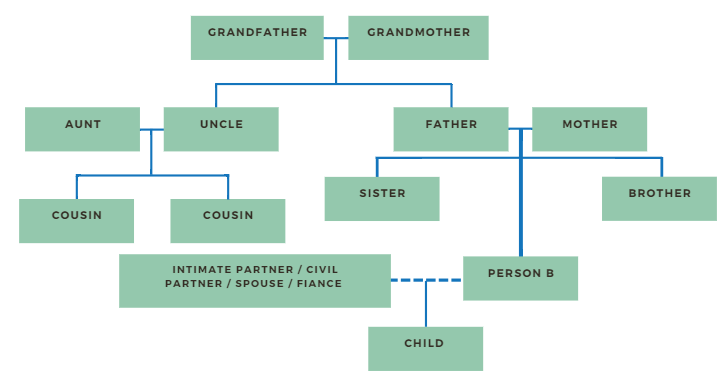 GRANDFATHER
GRANDMOTHER
AUNT
UNCLE
FATHER
MOTHER
SISTER
BROTHER
COUSIN
COUSIN
INTIMATE PARTNER / CIVIL
PARTNER / SPOUSE / FIANCE
PERSON B
CHILD